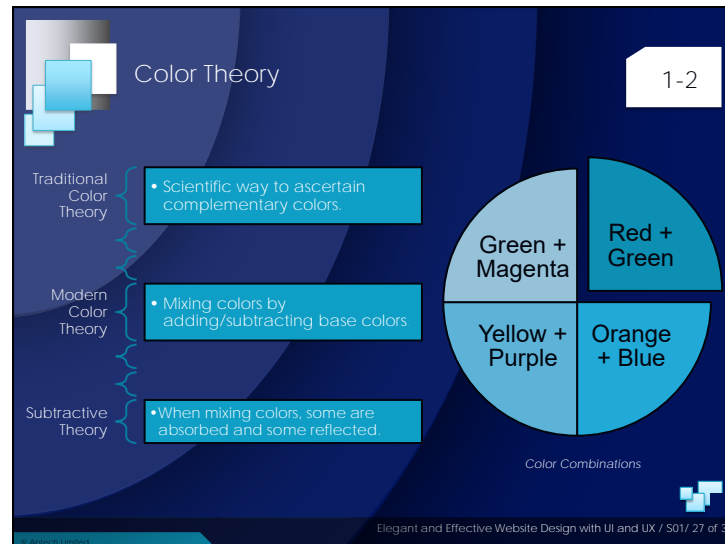 Color Theory
1-2
Traditional
Color
Theory
• Scientific way to ascertain
complementary colors.
Modern
Color
Theory
• Mixing colors by
adding/subtracting base colors.
Subtractive
Theory
•When mixing colors, some are
absorbed and some reflected.
Green +
Magenta
Red +
Green
Yellow +
Purple
Orange
+ Blue
Color Combinations
Elegant and Effective Website Design with UI and UX / S01/ 27 of 3
© Aptech Limited